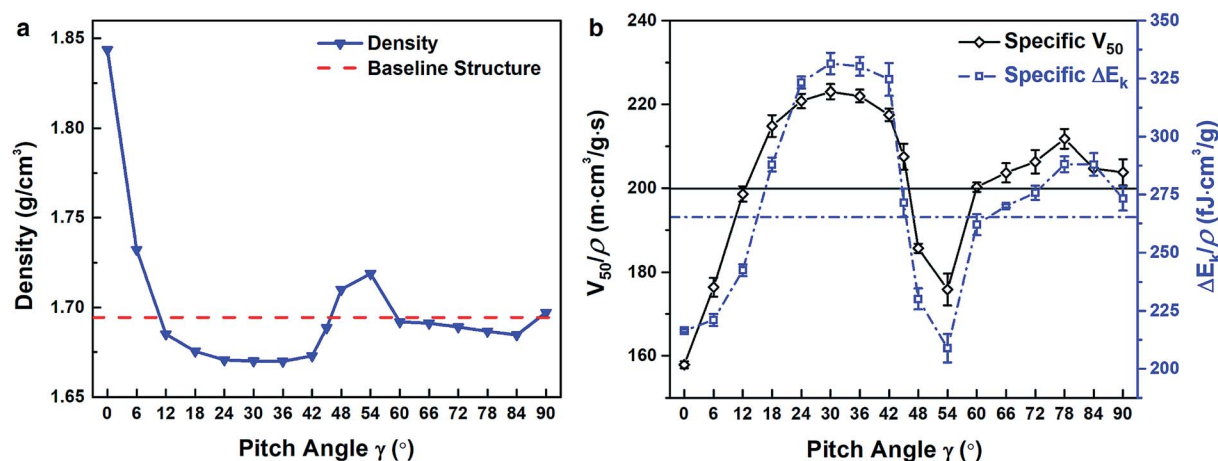 a
1.85
1.80
1.75
1.70
1.65
Density (g/cm³)
Density
Baseline Structure
0 6 12 18 24 30 36 42 48 54 60 66 72 78 84 90
Pitch Angle γ (°)
b
240
220
200
180
160
V₅₀/ρ (m·cm³/g·s)
Specific V₅₀
Specific ΔEₖ
350
325
300
275
250
225
200
ΔEₖ/ρ (fJ·cm³/g)
0 6 12 18 24 30 36 42 48 54 60 66 72 78 84 90
Pitch Angle γ (°)